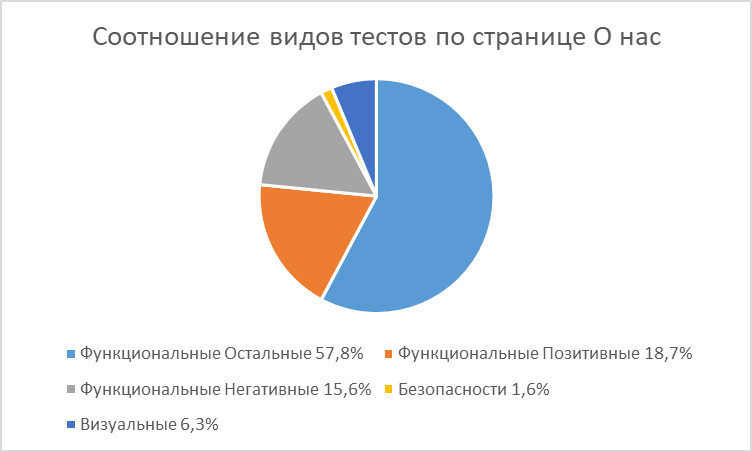 Соотношение видов тестов по странице О нас
Функциональные Остальные 57,8%
Функциональные Позитивные 18,7%
Функциональные Негативные 15,6%
Безопасности 1,6%
Визуальные 6,3%